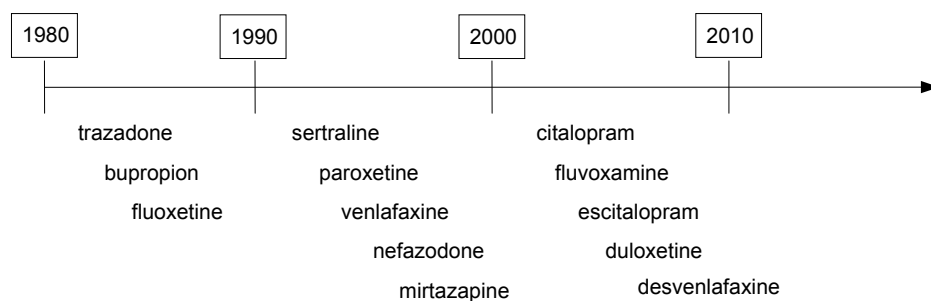 1980 1990 2000 2010
trazadone sertraline citalopram
bupropion paroxetine fluvoxamine
fluoxetine venlafaxine escitalopram
nefazodone duloxetine
mirtazapine desvenlafaxine